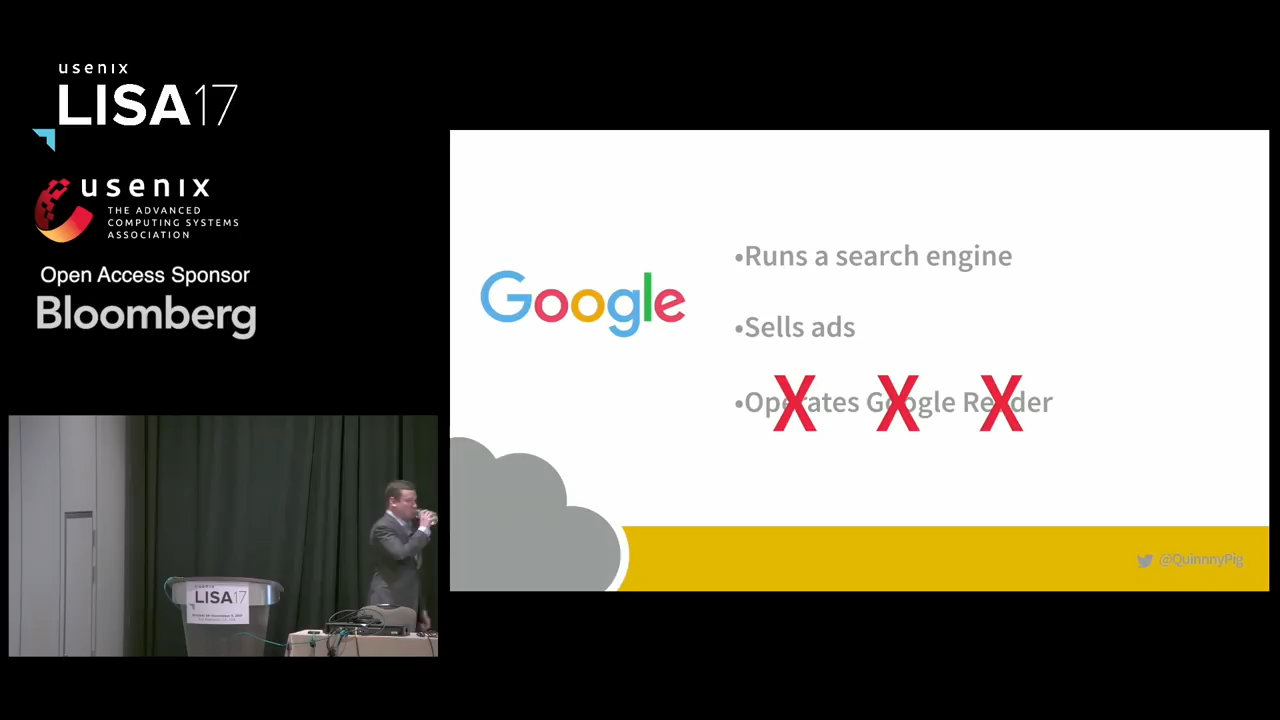 usenix
LISA17
usenix
THE ADVANCED
COMPUTING SYSTEMS
ASSOCIATION
Open Access Sponsor
Bloomberg
Google
•Runs a search engine
•Sells ads
•Operates Google Reader
X X X
@QuinnyPig
usenix
LISA17